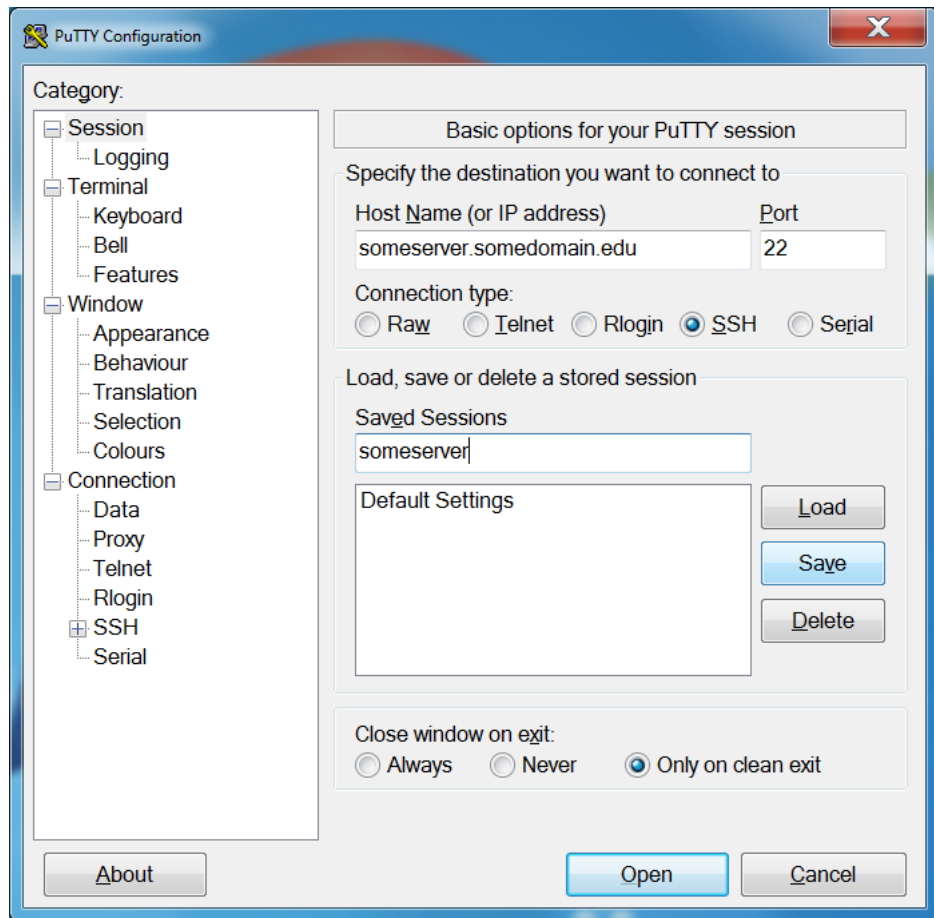 PuTTY Configuration
X
Category:
Session
Logging
Terminal
Keyboard
Bell
Features
Window
Appearance
Behaviour
Translation
Selection
Colours
Connection
Data
Proxy
Telnet
Rlogin
SSH
Serial
Basic options for your PuTTY session
Specify the destination you want to connect to
Host Name (or IP address) Port
someserver.somedomain.edu 22
Connection type:
Raw Telnet Rlogin SSH Serial
Load, save or delete a stored session
Saved Sessions
someserver
Default Settings
Load
Save
Delete
Close window on exit:
Always Never Only on clean exit
About Open Cancel